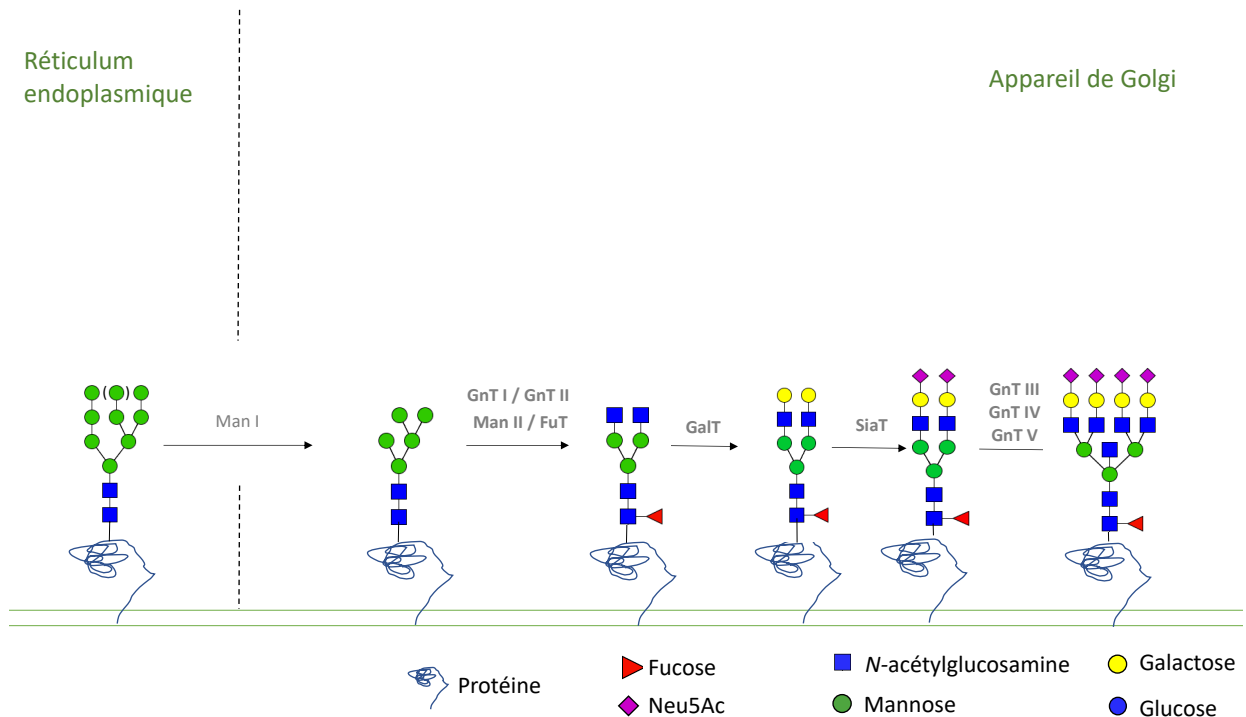 Réticulum
endoplasmique
Appareil de Golgi
( )
Man I
GnT I / GnT II
Man II / FuT
GalT
SiaT
GnT III
GnT IV
GnT V
Protéine
Fucose
Neu5Ac
N-acétylglucosamine
Mannose
Galactose
Glucose